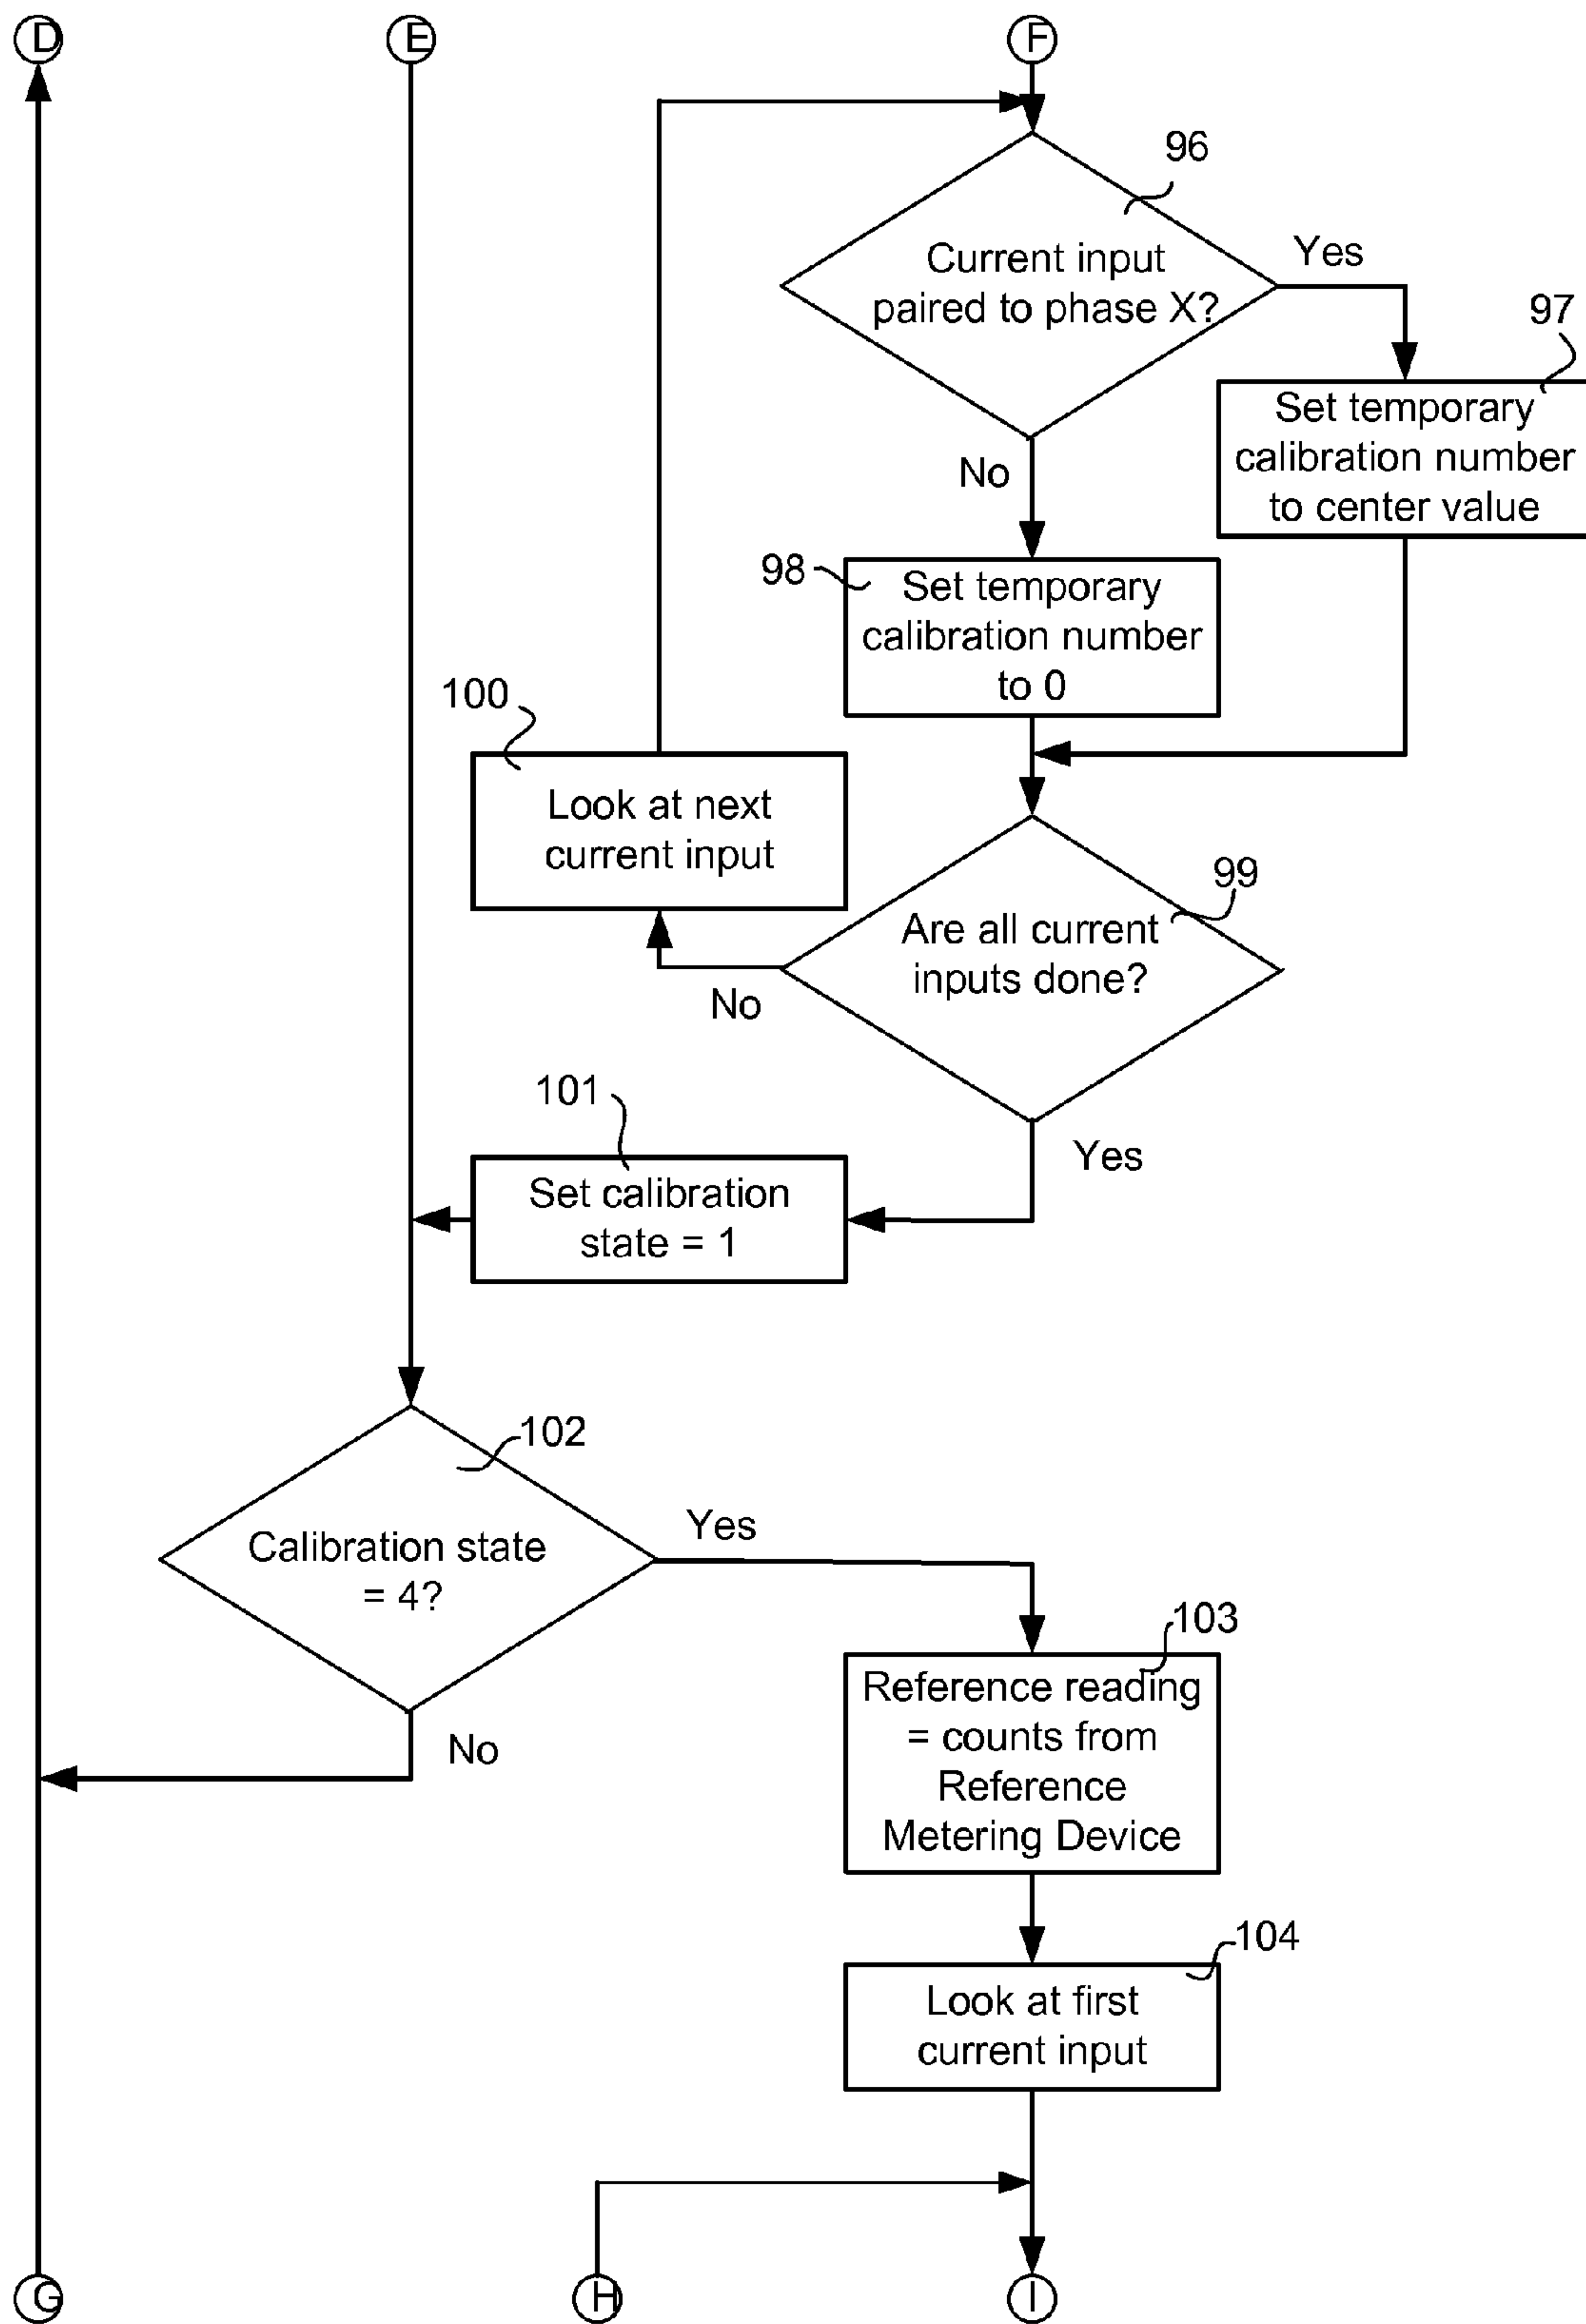 D
E
F
96
Current input
paired to phase X?
Yes
97
Set temporary
calibration number
to center value
No
98
Set temporary
calibration number
to 0
100
Look at next
current input
99
Are all current
inputs done?
No
Yes
101
Set calibration
state = 1
102
Calibration state
= 4?
Yes
No
103
Reference reading
= counts from
Reference
Metering Device
104
Look at first
current input
G
H
I